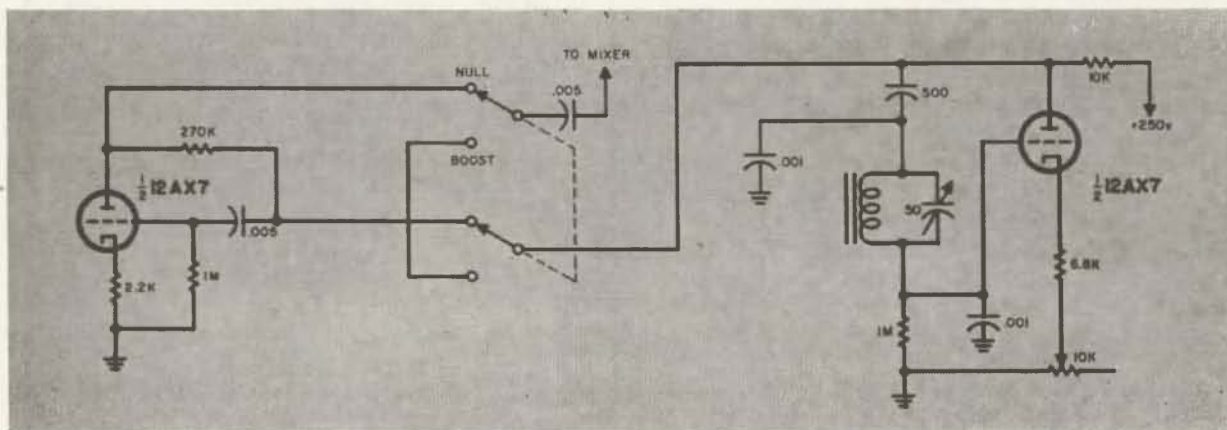 TO MIXER
NULL
.005
10K
500
+250v
270K
.001
BOOST
½ 12AX7
50
½ 12AX7
.005
2.2K
1M
6.8K
1M
.001
10K